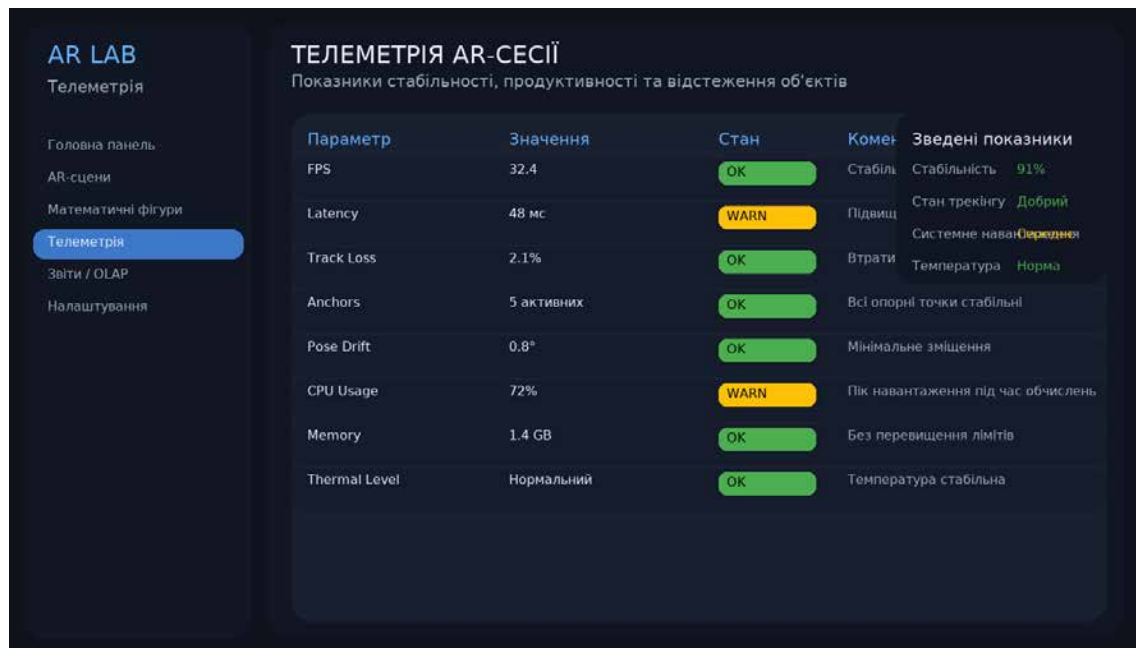 AR LAB
Телеметрія
Головна панель
AR-сцени
Математичні фігури
Телеметрія
Звіти / OLAP
Налаштування
ТЕЛЕМЕТРІЯ AR-СЕСІЇ
Показники стабільності, продуктивності та відстеження об'єктів
Параметр Значення Стан
FPS 32.4 OK
Latency 48 мс WARN
Track Loss 2.1% OK Втрати
Anchors 5 активних OK Всі опорні точки стабільні
Pose Drift 0.8° OK Мінімальне зміщення
CPU Usage 72% WARN Пік навантаження під час обчислень
Memory 1.4 GB OK Без перевищення лімітів
Thermal Level Нормальний OK Температура стабільна
Зведені показники
Стабільність 91%
Стан трекінгу Добрий
Системне
Температура Норма